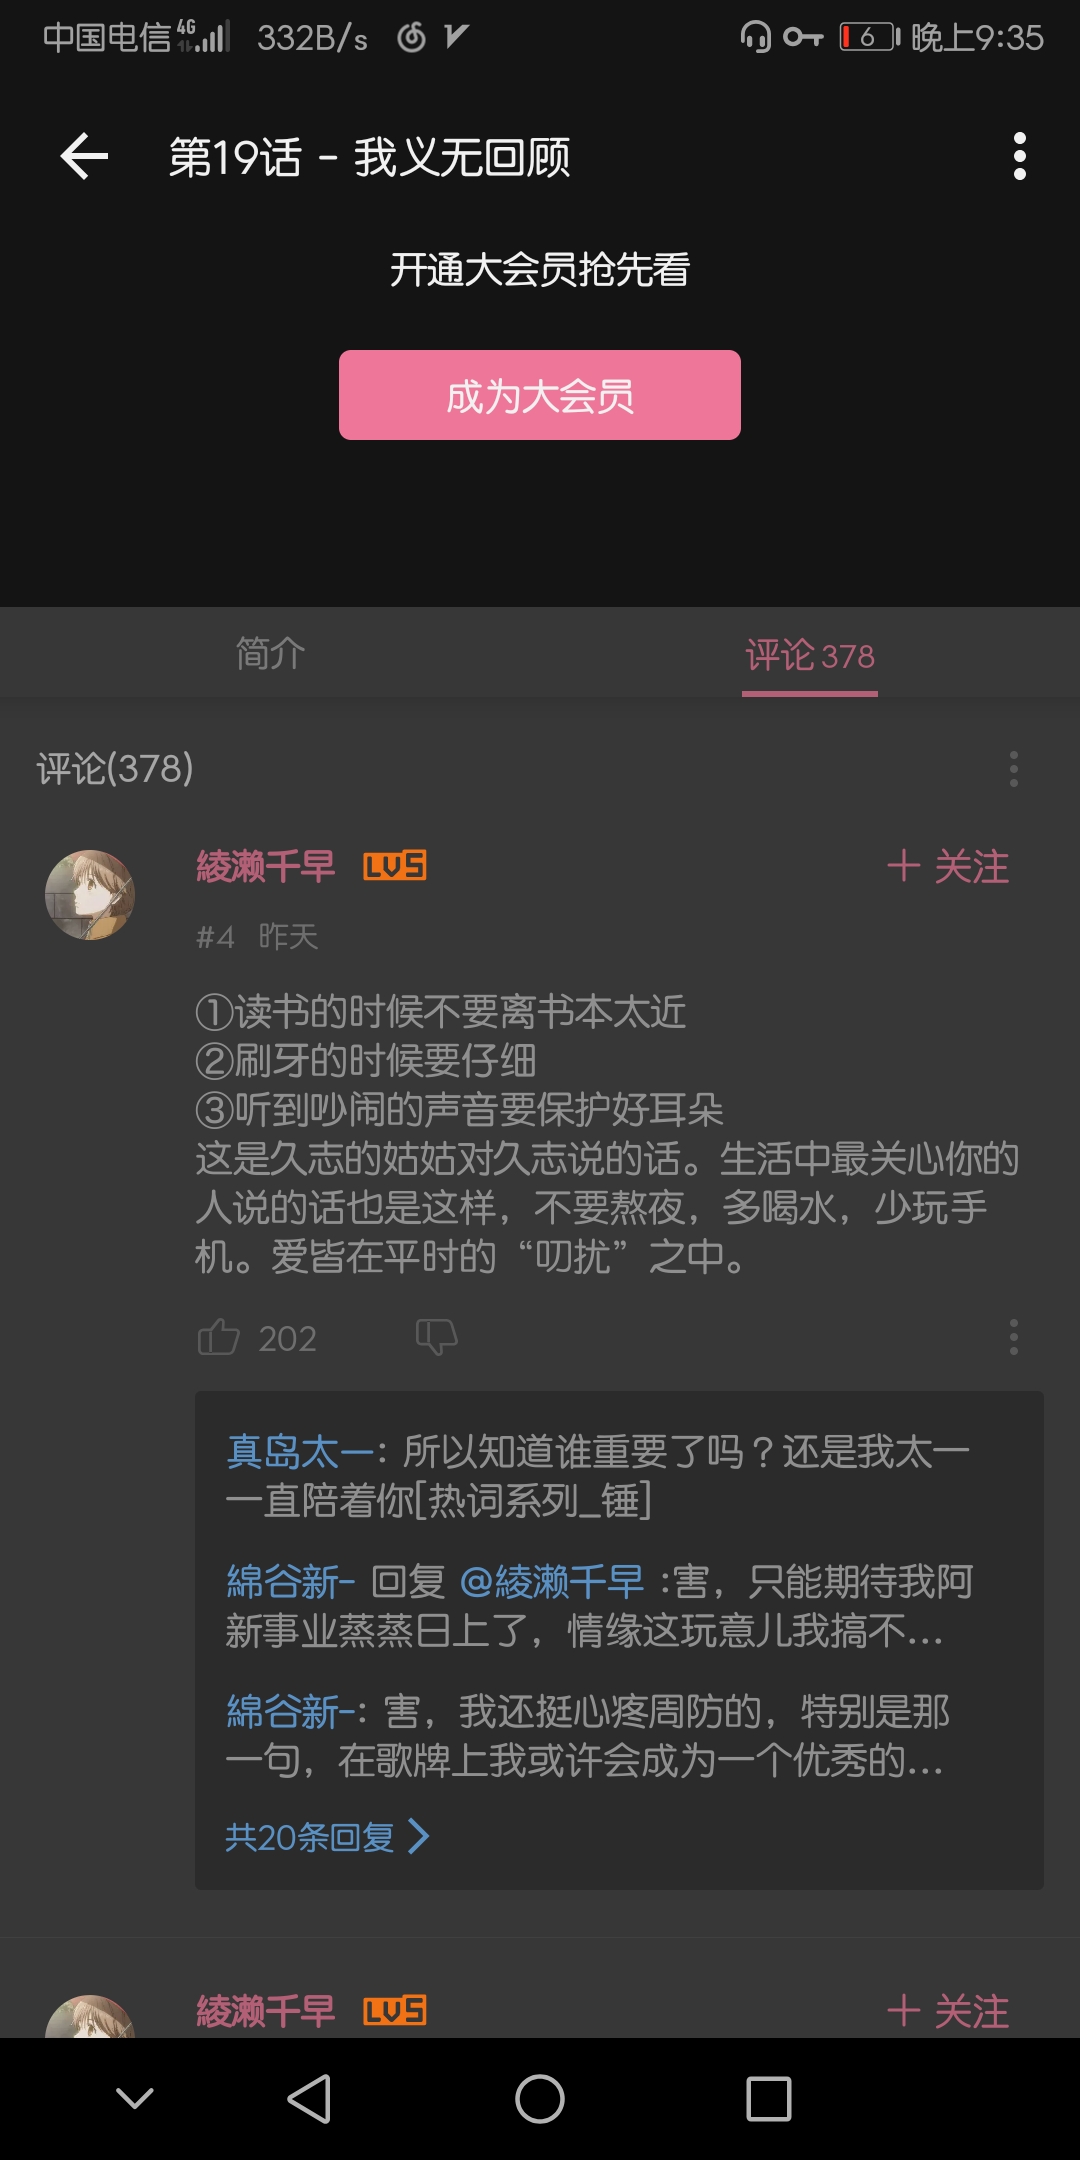 中国电信 4G 332B/s 6 晚上9:35
第19话 - 我义无回顾
开通大会员抢先看
成为大会员
简介 评论 378
评论(378)
綾濑千早 LV5 + 关注
#4 昨天
①读书的时候不要离书本太近
②刷牙的时候要仔细
③听到吵闹的声音要保护好耳朵
这是久志的姑姑对久志说的话。生活中最关心你的
人说的话也是这样，不要熬夜，多喝水，少玩手
机。爱皆在平时的“叨扰”之中。
202
真岛太一: 所以知道谁重要了吗？还是我太一
一直陪着你[热词系列_锤]
綿谷新- 回复 @綾濑千早 :害，只能期待我阿
新事业蒸蒸日上了，情缘这玩意儿我搞不...
綿谷新-: 害，我还挺心疼周防的，特别是那
一句，在歌牌上我或许会成为一个优秀的...
共20条回复
綾濑千早 LV5 + 关注